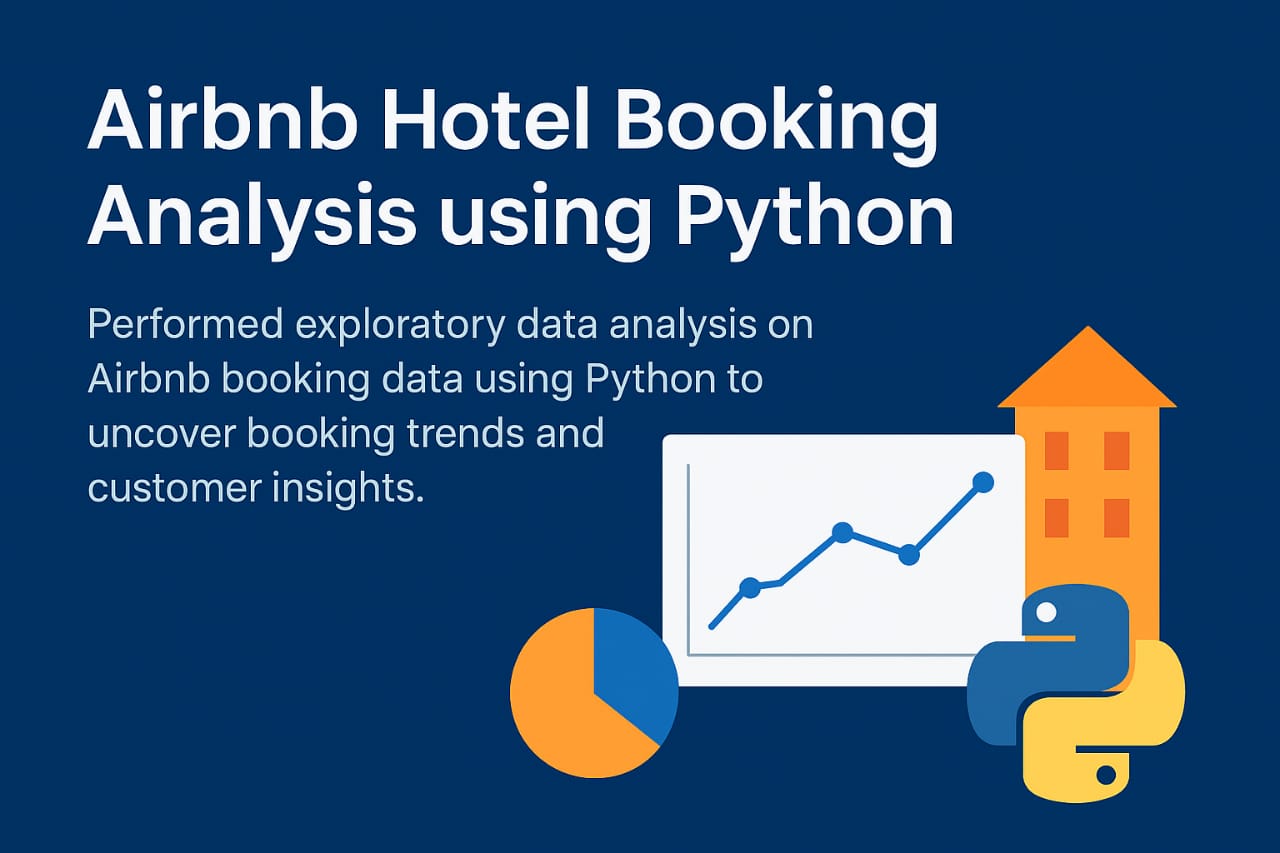 Airbnb Hotel Booking
Analysis using Python
Performed exploratory data analysis on
Airbnb booking data using Python to
uncover booking trends and
customer insights.